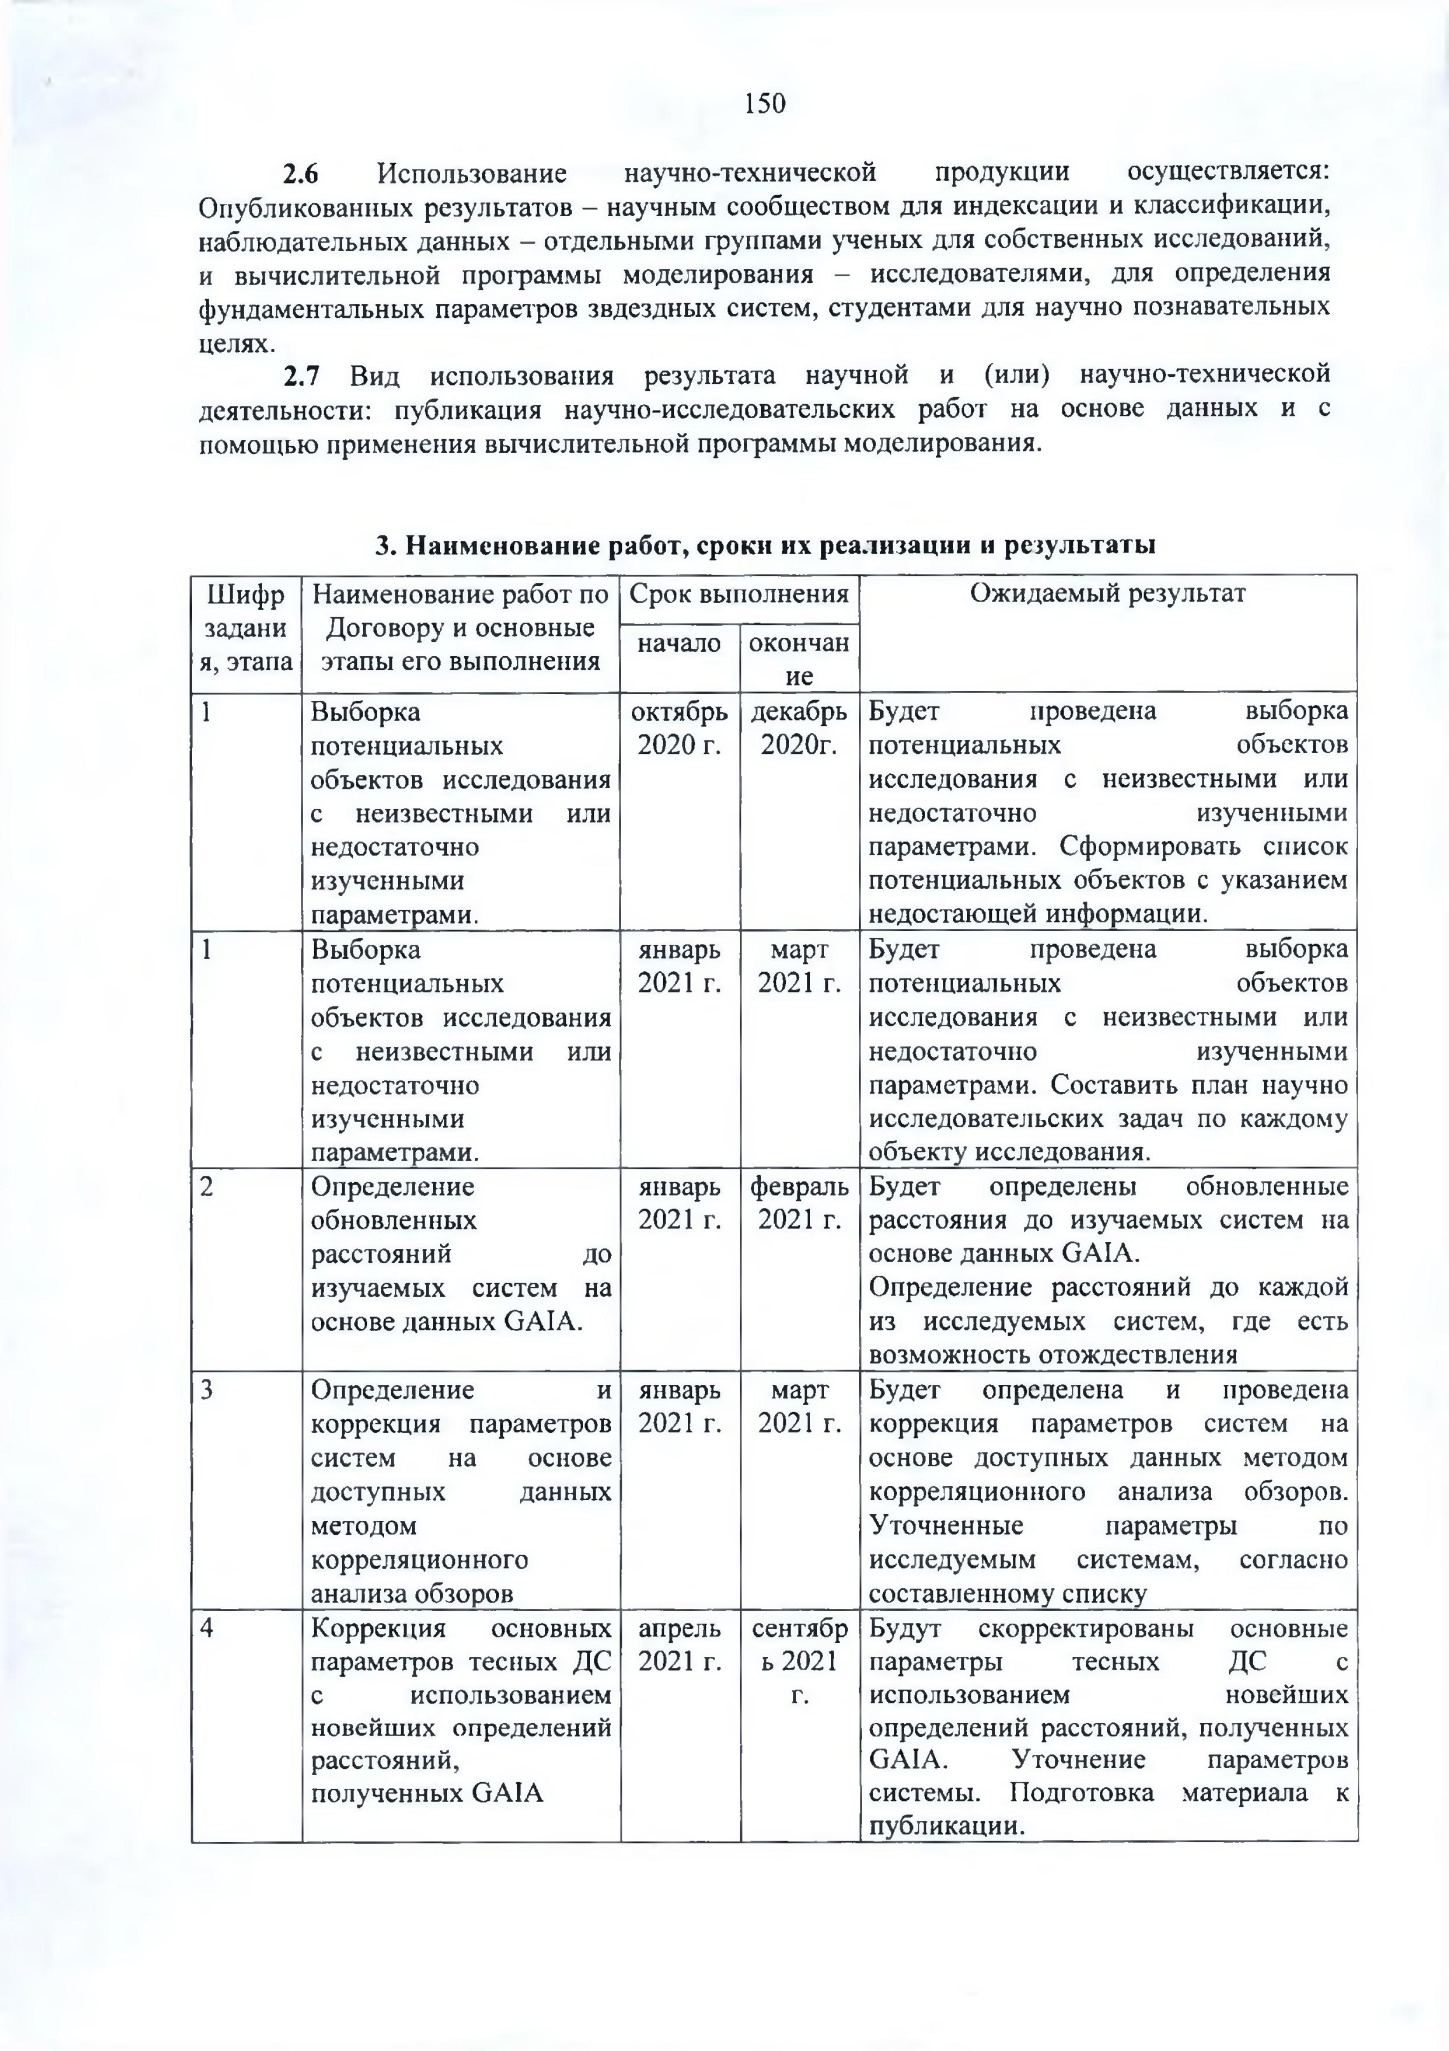 150
2.6 Использование научно-технической продукции осуществляется:
Опубликованных результатов – научным сообществом для индексации и классификации,
наблюдательных данных – отдельными группами ученых для собственных исследований,
и вычислительной программы моделирования – исследователями, для определения
фундаментальных параметров звдездных систем, студентами для научно познавательных
целях.
2.7 Вид использования результата научной и (или) научно-технической
деятельности: публикация научно-исследовательских работ на основе данных и с
помощью применения вычислительной программы моделирования.
3. Наименование работ, сроки их реализации и результаты
Шифр
задани
я, этапа
Наименование работ по
Договору и основные
этапы его выполнения
Срок выполнения
начало
окончан
ие
Ожидаемый результат
1
Выборка
потенциальных
объектов исследования
с неизвестными или
недостаточно
изученными
параметрами.
октябрь
2020 г.
декабрь
2020г.
Будет проведена выборка
потенциальных объектов
исследования с неизвестными или
недостаточно изученными
параметрами. Сформировать список
потенциальных объектов с указанием
недостающей информации.
1
Выборка
потенциальных
объектов исследования
с неизвестными или
недостаточно
изученными
параметрами.
январь
2021 г.
март
2021 г.
Будет проведена выборка
потенциальных объектов
исследования с неизвестными или
недостаточно изученными
параметрами. Составить план научно
исследовательских задач по каждому
объекту исследования.
2
Определение
обновленных
расстояний до
изучаемых систем на
основе данных GAIA.
январь
2021 г.
февраль
2021 г.
Будет определены обновленные
расстояния до изучаемых систем на
основе данных GAIA.
Определение расстояний до каждой
из исследуемых систем, где есть
возможность отождествления
3
Определение и
коррекция параметров
систем на основе
доступных данных
методом
корреляционного
анализа обзоров
январь
2021 г.
март
2021 г.
Будет определена и проведена
коррекция параметров систем на
основе доступных данных методом
корреляционного анализа обзоров.
Уточненные параметры по
исследуемым системам, согласно
составленному списку
4
Коррекция основных
параметров тесных ДС
с использованием
новейших определений
расстояний,
полученных GAIA
апрель
2021 г.
сентябр
ь 2021
г.
Будут скорректированы основные
параметры тесных ДС с
использованием новейших
определений расстояний, полученных
GAIA. Уточнение параметров
системы. Подготовка материала к
публикации.